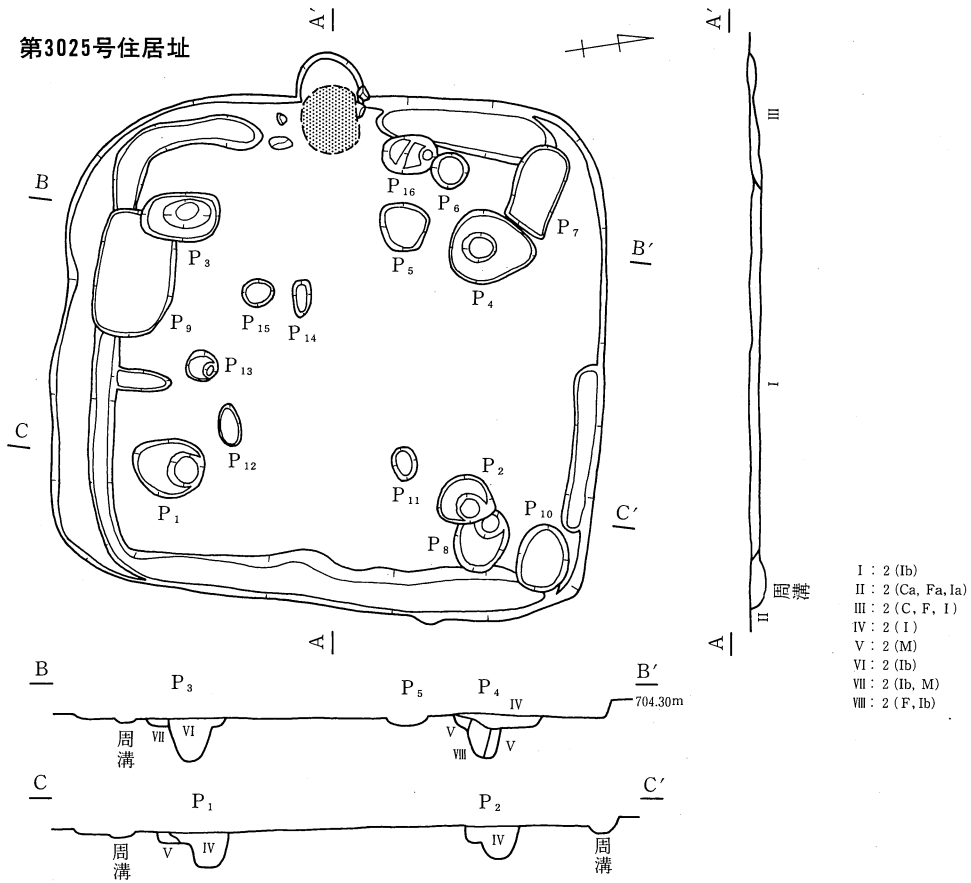 第3025号住居址
A
A′
B
B′
C
C′
P₁₆
P₆
P₇
P₃
P₅
P₄
P₉
P₁₅
P₁₄
P₁₃
P₁₂
P₁
P₁₁
P₂
P₁₀
P₈
A′
III
I
周溝
II
A
I : 2 (Ib)
II : 2 (Ca, Fa, Ia)
III : 2 (C, F, I)
IV : 2 (I)
V : 2 (M)
VI : 2 (Ib)
VII : 2 (Ib, M)
VIII : 2 (F, Ib)
B
P₃
P₅
P₄
B′
704.30m
IV
周溝
VII
VI
V
VIII
V
C
P₁
P₂
C′
周溝
V
IV
IV
周溝